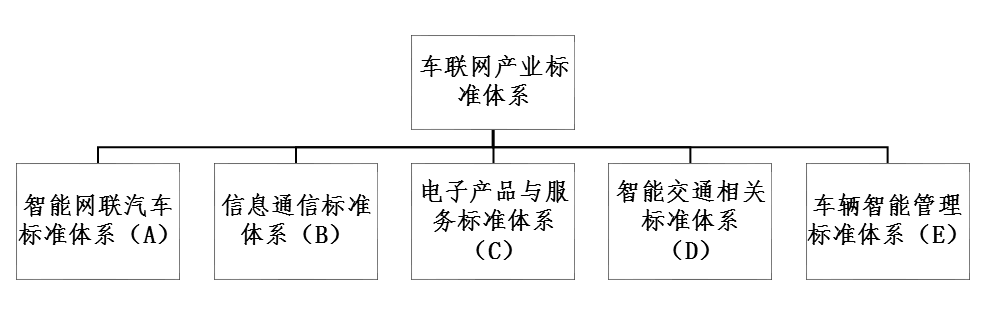 车联网产业标
准体系
智能网联汽车
标准体系（A）
信息通信标准
体系（B）
电子产品与服
务标准体系
（C）
智能交通相关
标准体系
（D）
车辆智能管理
标准体系（E）